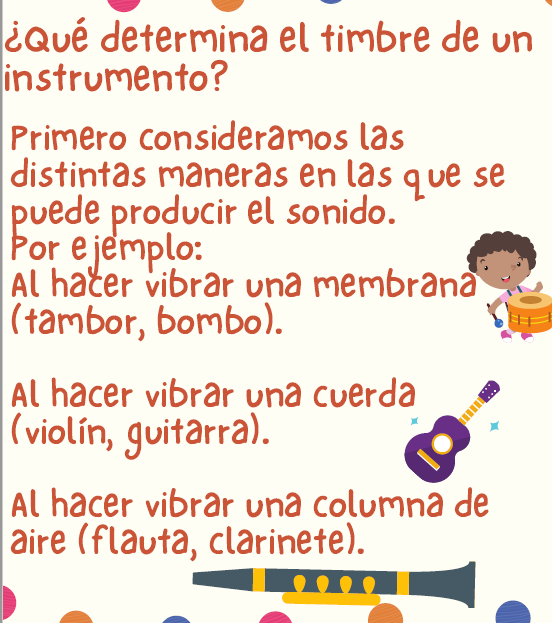 ¿Qué determina el timbre de un
instrumento?
Primero consideramos las
distintas maneras en las que se
puede producir el sonido.
Por ejemplo:
Al hacer vibrar una membrana
(tambor, bombo).
Al hacer vibrar una cuerda
(violín, guitarra).
Al hacer vibrar una columna de
aire (flauta, clarinete).